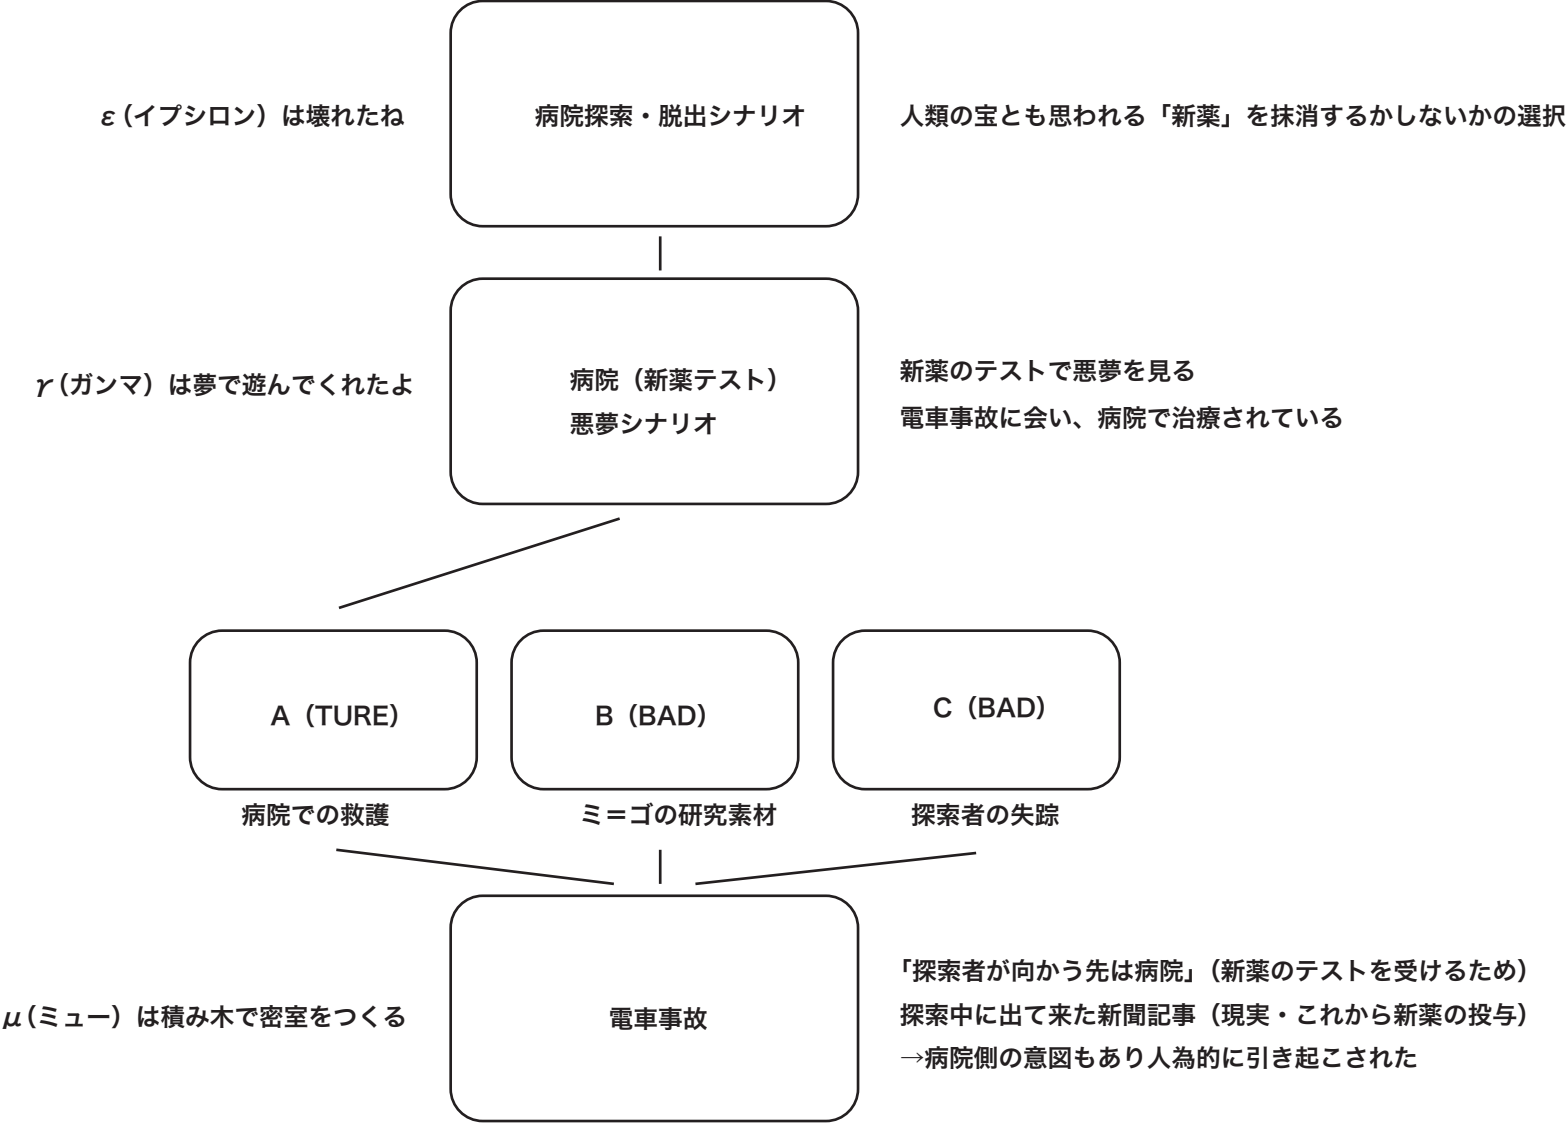 ε（イプシロン）は壊れたね
病院探索・脱出シナリオ
人類の宝とも思われる「新薬」を抹消するかしないかの選択
γ（ガンマ）は夢で遊んでくれたよ
病院（新薬テスト）
悪夢シナリオ
新薬のテストで悪夢を見る
電車事故に会い、病院で治療されている
A（TURE）
B（BAD）
C（BAD）
病院での救護
ミ＝ゴの研究素材
探索者の失踪
μ（ミュー）は積み木で密室をつくる
電車事故
「探索者が向かう先は病院」（新薬のテストを受けるため）
探索中に出て来た新聞記事（現実・これから新薬の投与）
→病院側の意図もあり人為的に引き起こされた